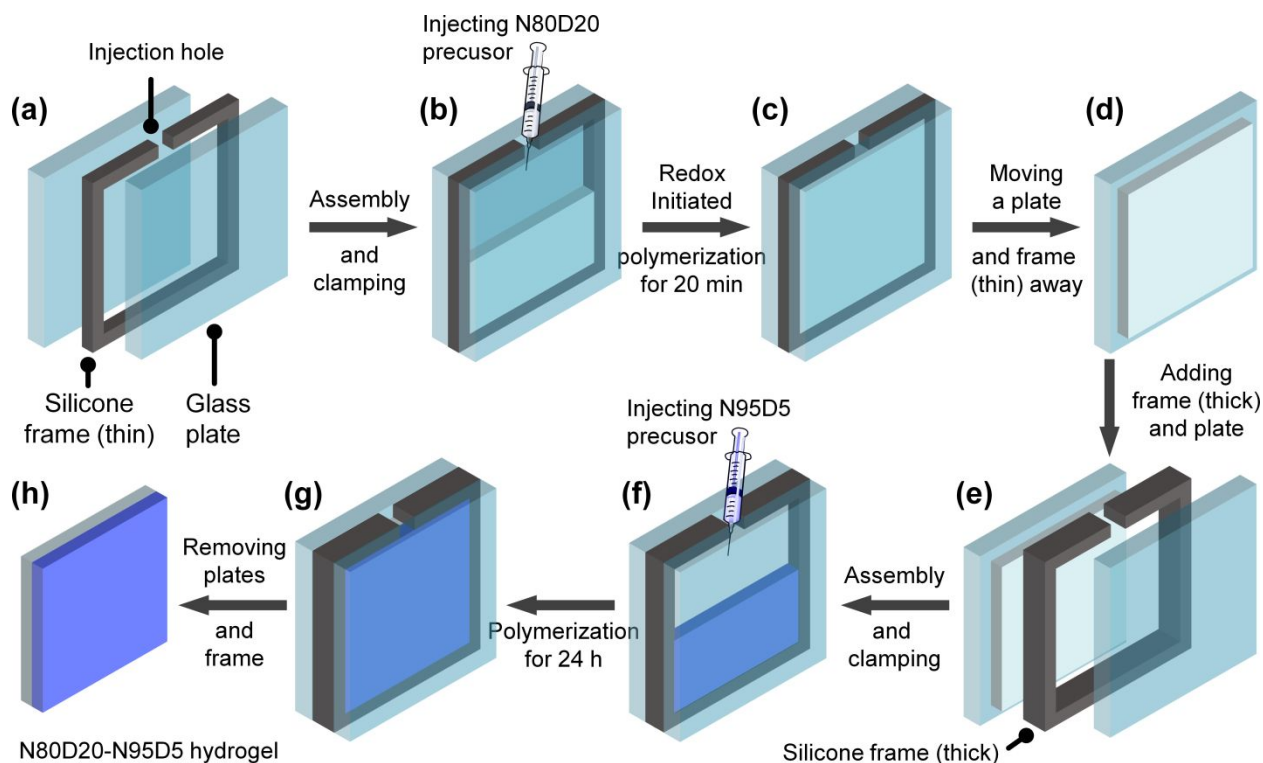 Injection hole
(a)
Silicone
frame (thin)
Glass
plate
Assembly
and
clamping
Injecting N80D20
precusor
(b)
Redox
Initiated
polymerization
for 20 min
(c)
Moving
a plate
and frame
(thin) away
(d)
Adding
frame (thick)
and plate
(e)
Silicone frame (thick)
Assembly
and
clamping
Injecting N95D5
precusor
(f)
Polymerization
for 24 h
(g)
Removing
plates
and
frame
(h)
N80D20-N95D5 hydrogel